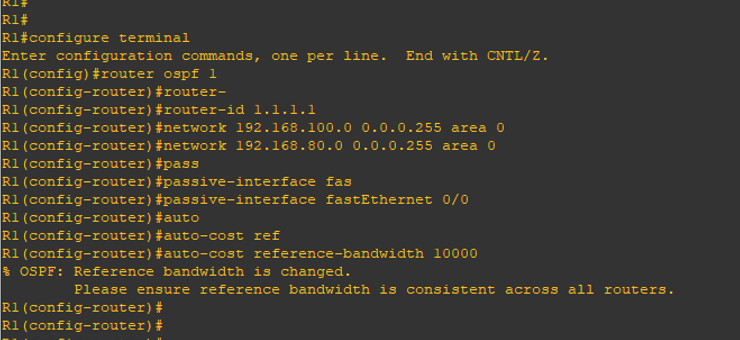 R1#
R1#
R1#configure terminal
Enter configuration commands, one per line.  End with CNTL/Z.
R1(config)#router ospf 1
R1(config-router)#router-
R1(config-router)#router-id 1.1.1.1
R1(config-router)#network 192.168.100.0 0.0.0.255 area 0
R1(config-router)#network 192.168.80.0 0.0.0.255 area 0
R1(config-router)#pass
R1(config-router)#passive-interface fas
R1(config-router)#passive-interface fastEthernet 0/0
R1(config-router)#auto
R1(config-router)#auto-cost ref
R1(config-router)#auto-cost reference-bandwidth 10000
% OSPF: Reference bandwidth is changed.
        Please ensure reference bandwidth is consistent across all routers.
R1(config-router)#
R1(config-router)#
R1(config-router)#